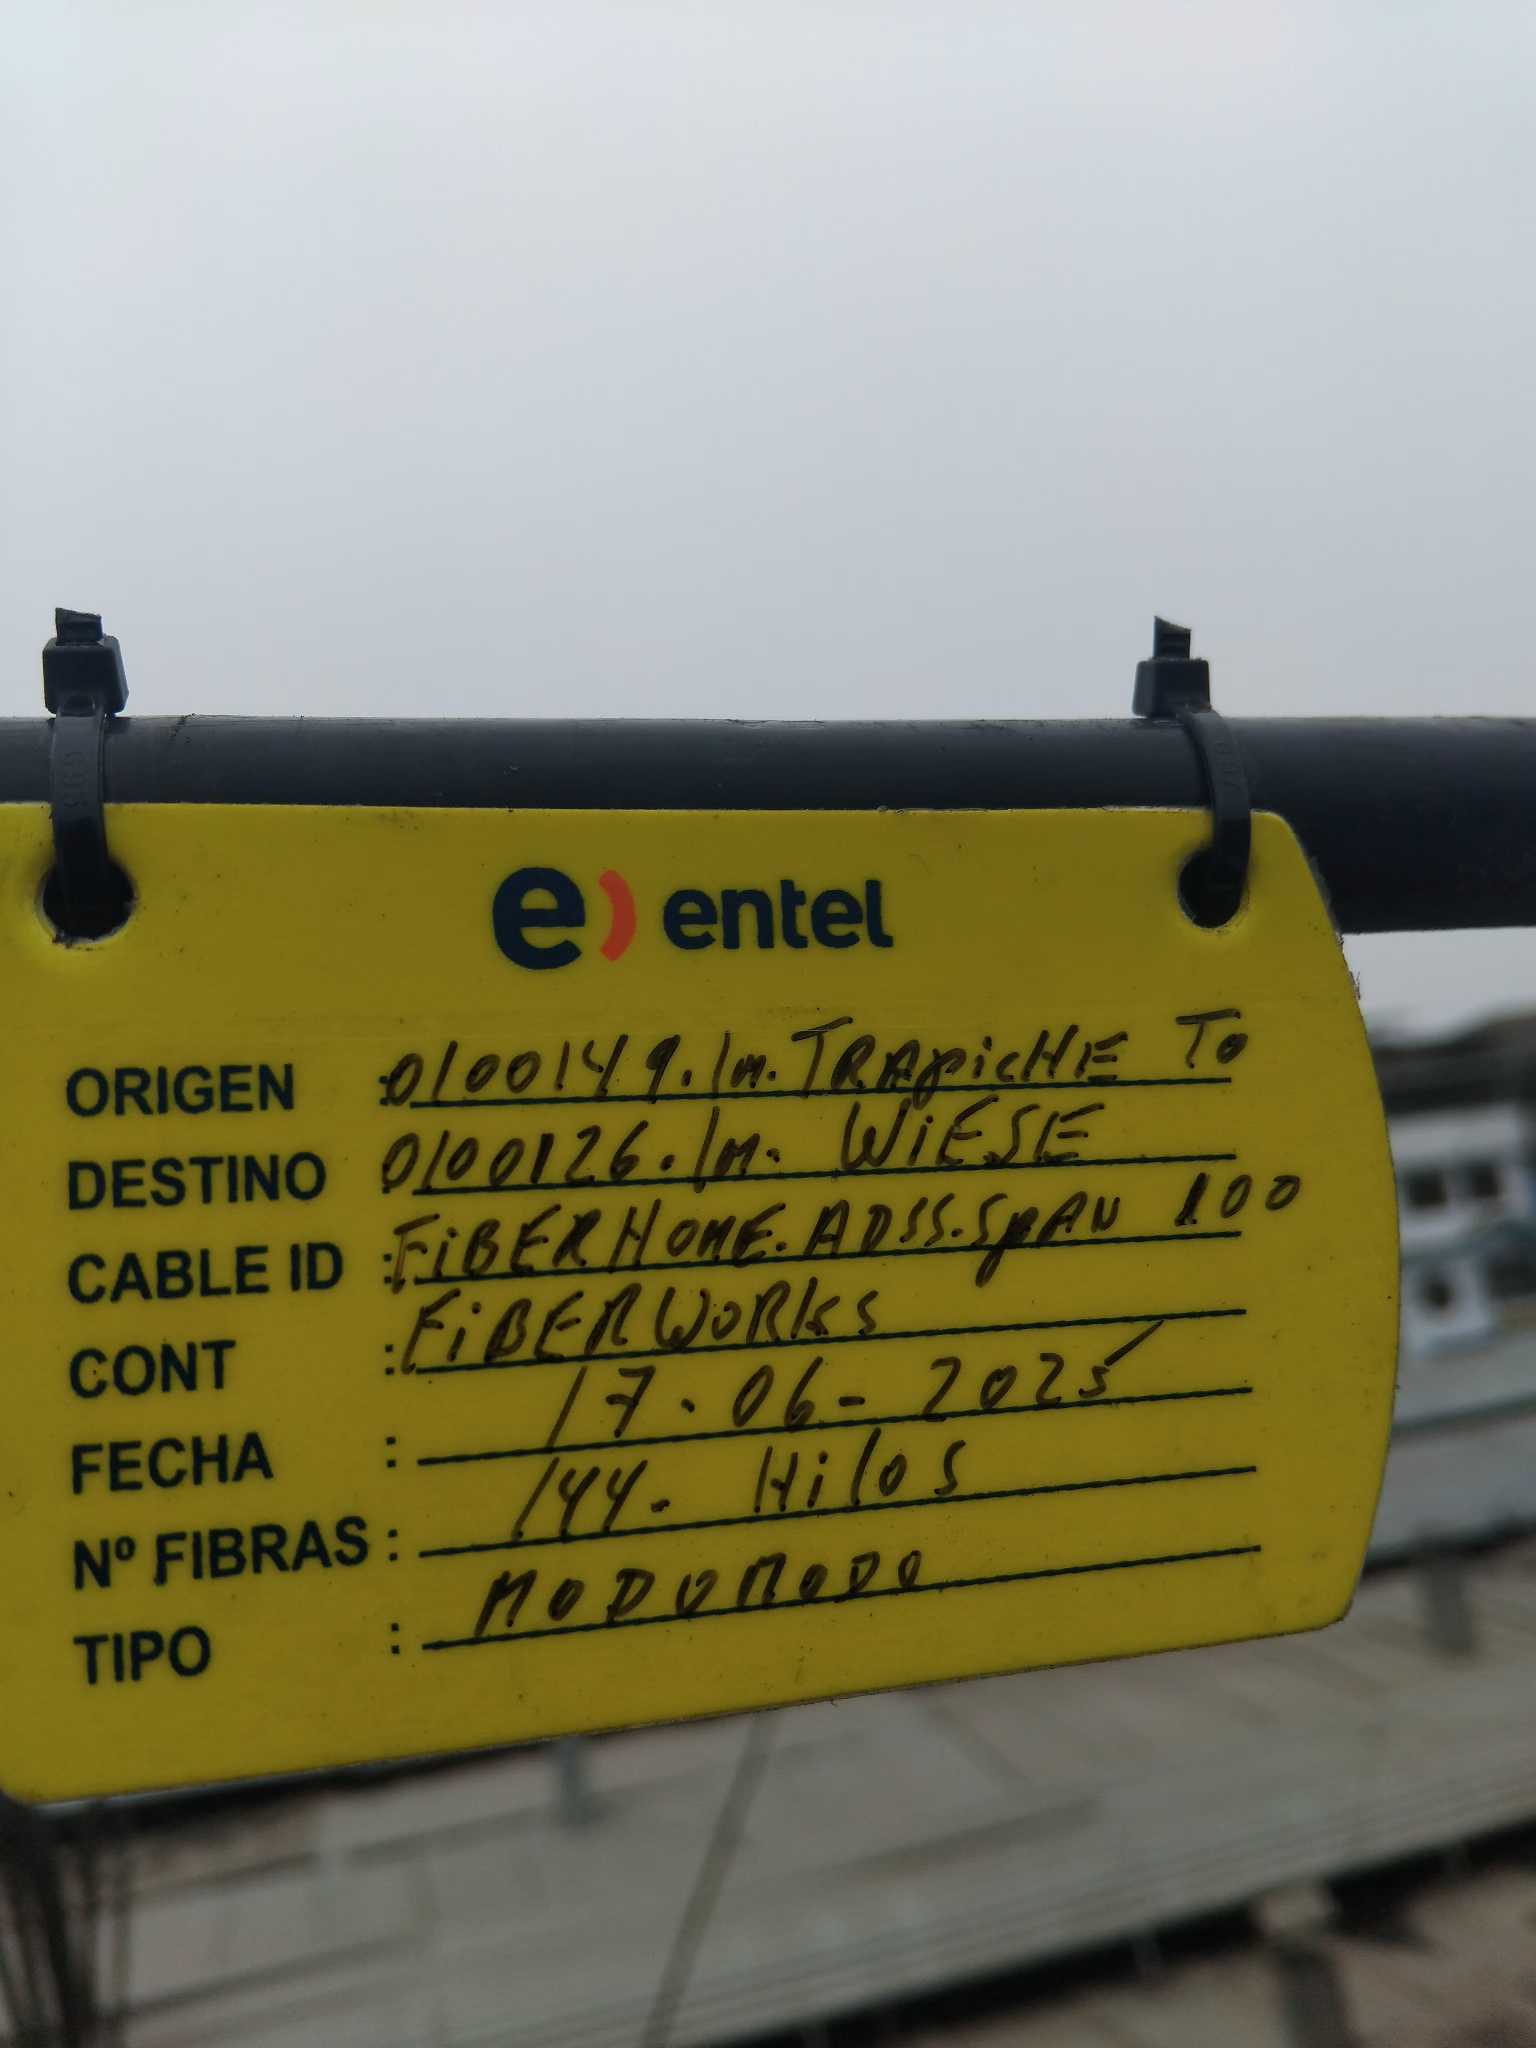 e) entel
ORIGEN : 0100149.lm.TRApicHE To
DESTINO : 0100126.lm. WiESE
CABLE ID : FiBERHOME.ADSS.SpAN 100
CONT : FiBERWORKS
FECHA : 17.06-2025
Nº FIBRAS : 144. Hilos
TIPO : MODOMODO